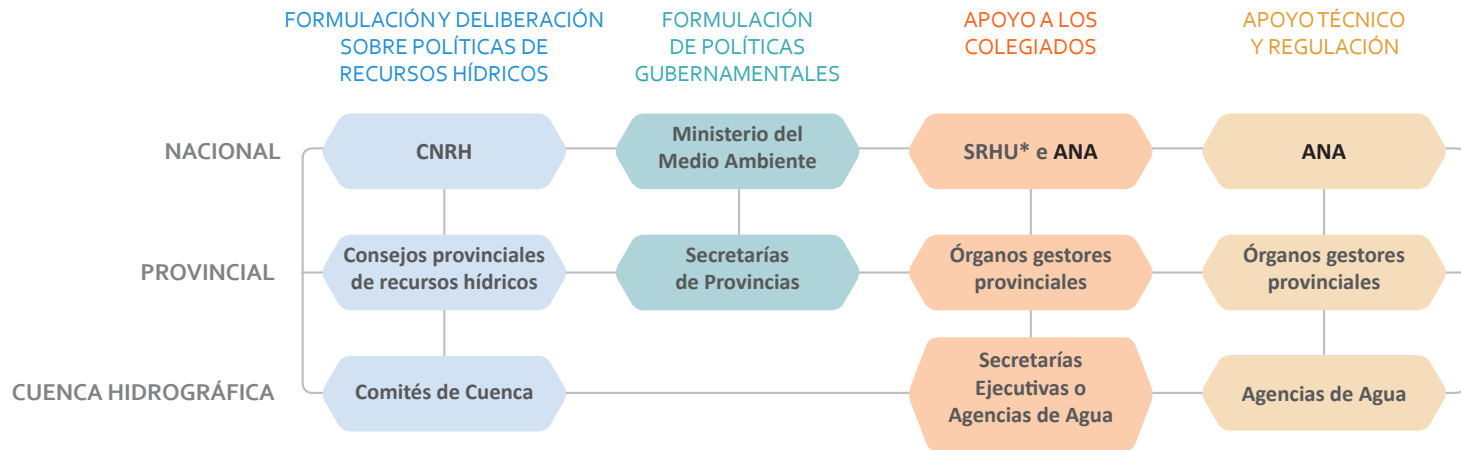 FORMULACIÓN Y DELIBERACIÓN
SOBRE POLÍTICAS DE
RECURSOS HÍDRICOS
FORMULACIÓN
DE POLÍTICAS
GUBERNAMENTALES
APOYO A LOS
COLEGIADOS
APOYO TÉCNICO
Y REGULACIÓN
NACIONAL
CNRH
Ministerio del
Medio Ambiente
SRHU* e ANA
ANA
PROVINCIAL
Consejos provinciales
de recursos hídricos
Secretarías
de Provincias
Órganos gestores
provinciales
Órganos gestores
provinciales
CUENCA HIDROGRÁFICA
Comités de Cuenca
Secretarías
Ejecutivas o
Agencias de Agua
Agencias de Agua